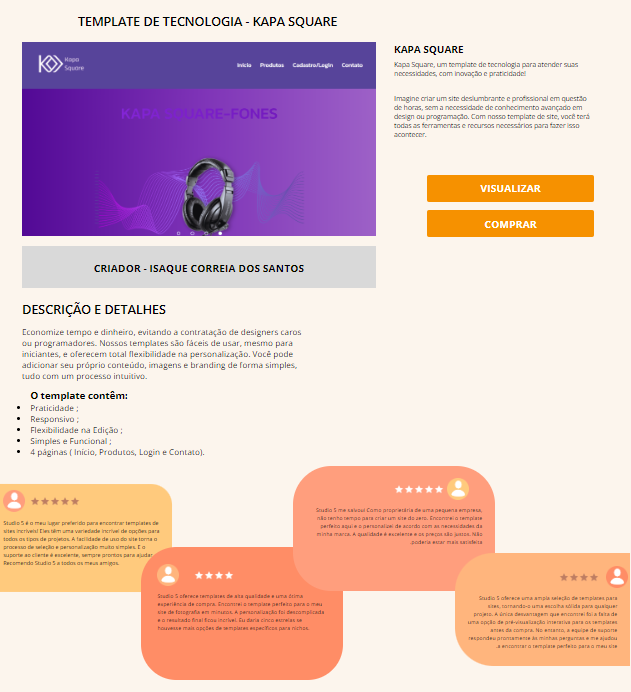 TEMPLATE DE TECNOLOGIA - KAPA SQUARE
Kapa
Square
Início Produtos Cadastro/Login Contato
KAPA SQUARE-FONES
KAPA SQUARE
Kapa Square, um template de tecnologia para atender suas
necessidades, com inovação e praticidade!
Imagine criar um site deslumbrante e profissional em questão
de horas, sem a necessidade de conhecimento avançado em
design ou programação. Com nosso template de site, você terá
todas as ferramentas e recursos necessários para fazer isso
acontecer.
VISUALIZAR
COMPRAR
CRIADOR - ISAQUE CORREIA DOS SANTOS
DESCRIÇÃO E DETALHES
Economize tempo e dinheiro, evitando a contratação de designers caros
ou programadores. Nossos templates são fáceis de usar, mesmo para
iniciantes, e oferecem total flexibilidade na personalização. Você pode
adicionar seu próprio conteúdo, imagens e branding de forma simples,
tudo com um processo intuitivo.
O template contêm:
Praticidade ;
Responsivo ;
Flexibilidade na Edição ;
Simples e Funcional ;
4 páginas ( Início, Produtos, Login e Contato).
Studio 5 é o meu lugar preferido para encontrar templates de
sites incríveis! Eles têm uma variedade incrível de opções para
todos os tipos de projetos. A facilidade de uso do site torna o
processo de seleção e personalização muito simples. E o
suporte ao cliente é excelente, sempre prontos para ajudar.
Recomendo Studio 5 a todos os meus amigos.
Studio 5 oferece templates de alta qualidade e uma ótima
experiência de compra. Encontrei o template perfeito para o meu
site de fotografia em minutos. A personalização foi descomplicada
e o resultado final ficou incrível. Eu daria cinco estrelas se
houvesse mais opções de templates específicos para nichos.
Studio 5 me salvou! Como proprietária de uma pequena empresa,
não tenho tempo para criar um site do zero. Encontrei o template
perfeito aqui e o personalizei de acordo com as necessidades da
minha marca. A qualidade é excelente e os preços são justos. Não
.poderia estar mais satisfeita
Studio 5 oferece uma ampla seleção de templates para
sites, tornando-o uma escolha sólida para qualquer
projeto. A única desvantagem que encontrei foi a falta de
uma opção de pré-visualização interativa para os templates
antes da compra. No entanto, a equipe de suporte
respondeu prontamente às minhas perguntas e me ajudou
.a encontrar o template perfeito para o meu site